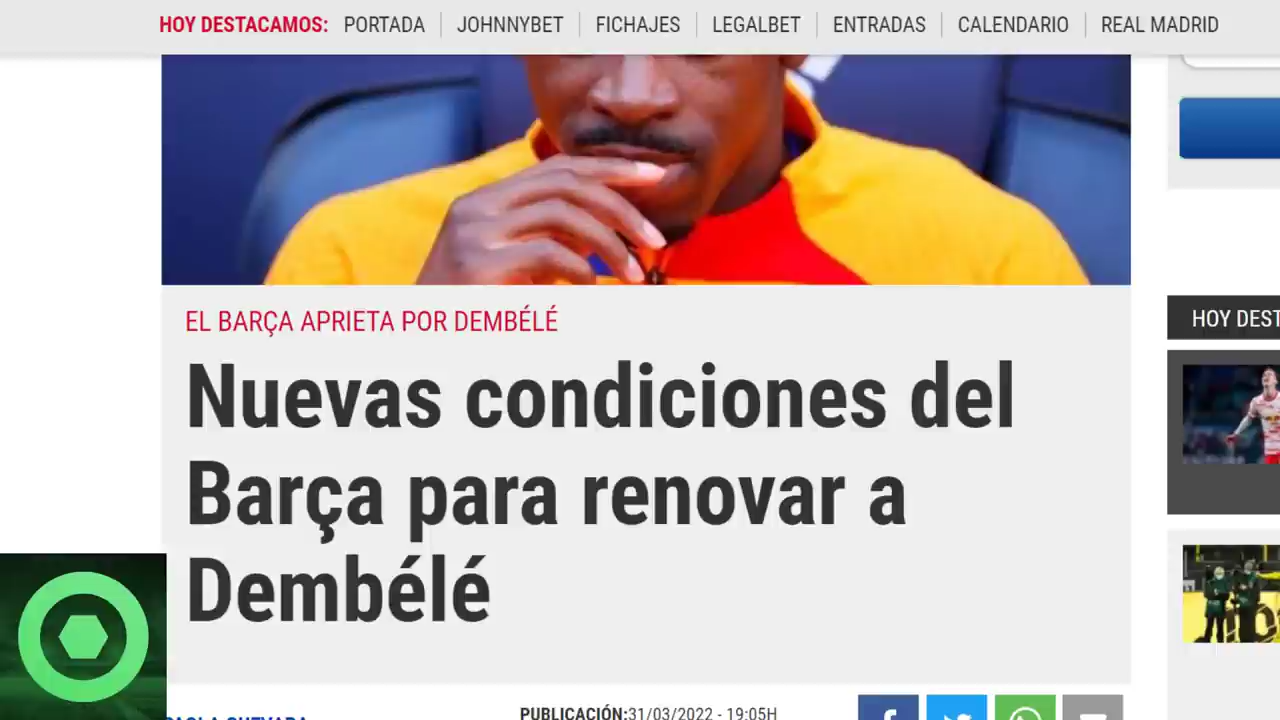 HOY DESTACAMOS: PORTADA JOHNNYBET FICHAJES LEGALBET ENTRADAS CALENDARIO REAL MADRID
EL BARÇA APRIETA POR DEMBÉLÉ
Nuevas condiciones del
Barça para renovar a
Dembélé
HOY DEST
PUBLICACIÓN:31/03/2022 - 19:05H